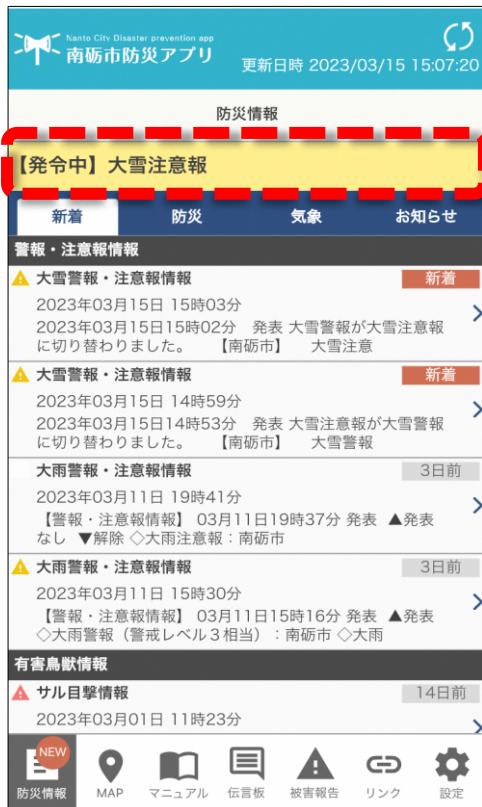 Nanto City Disaster prevention app
南砺市防災アプリ
更新日時 2023/03/15 15:07:20
防災情報
【発令中】大雪注意報
新着 防災 気象 お知らせ
警報・注意報情報
大雪警報・注意報情報 新着
2023年03月15日 15時03分
2023年03月15日15時02分 発表 大雪警報が大雪注意報
に切り替わりました。 【南砺市】 大雪注意
大雪警報・注意報情報 新着
2023年03月15日 14時59分
2023年03月15日14時53分 発表 大雪注意報が大雪警報
に切り替わりました。 【南砺市】 大雪警報
大雨警報・注意報情報 3日前
2023年03月11日 19時41分
【警報・注意報情報】 03月11日19時37分 発表 ▲発表
なし ▼解除 ◇大雨注意報：南砺市
大雨警報・注意報情報 3日前
2023年03月11日 15時30分
【警報・注意報情報】 03月11日15時16分 発表 ▲発表
◇大雨警報（警戒レベル３相当）：南砺市 ◇大雨
有害鳥獣情報
サル目撃情報 14日前
2023年03月01日 11時23分
NEW
防災情報 MAP マニュアル 伝言板 被害報告 リンク 設定